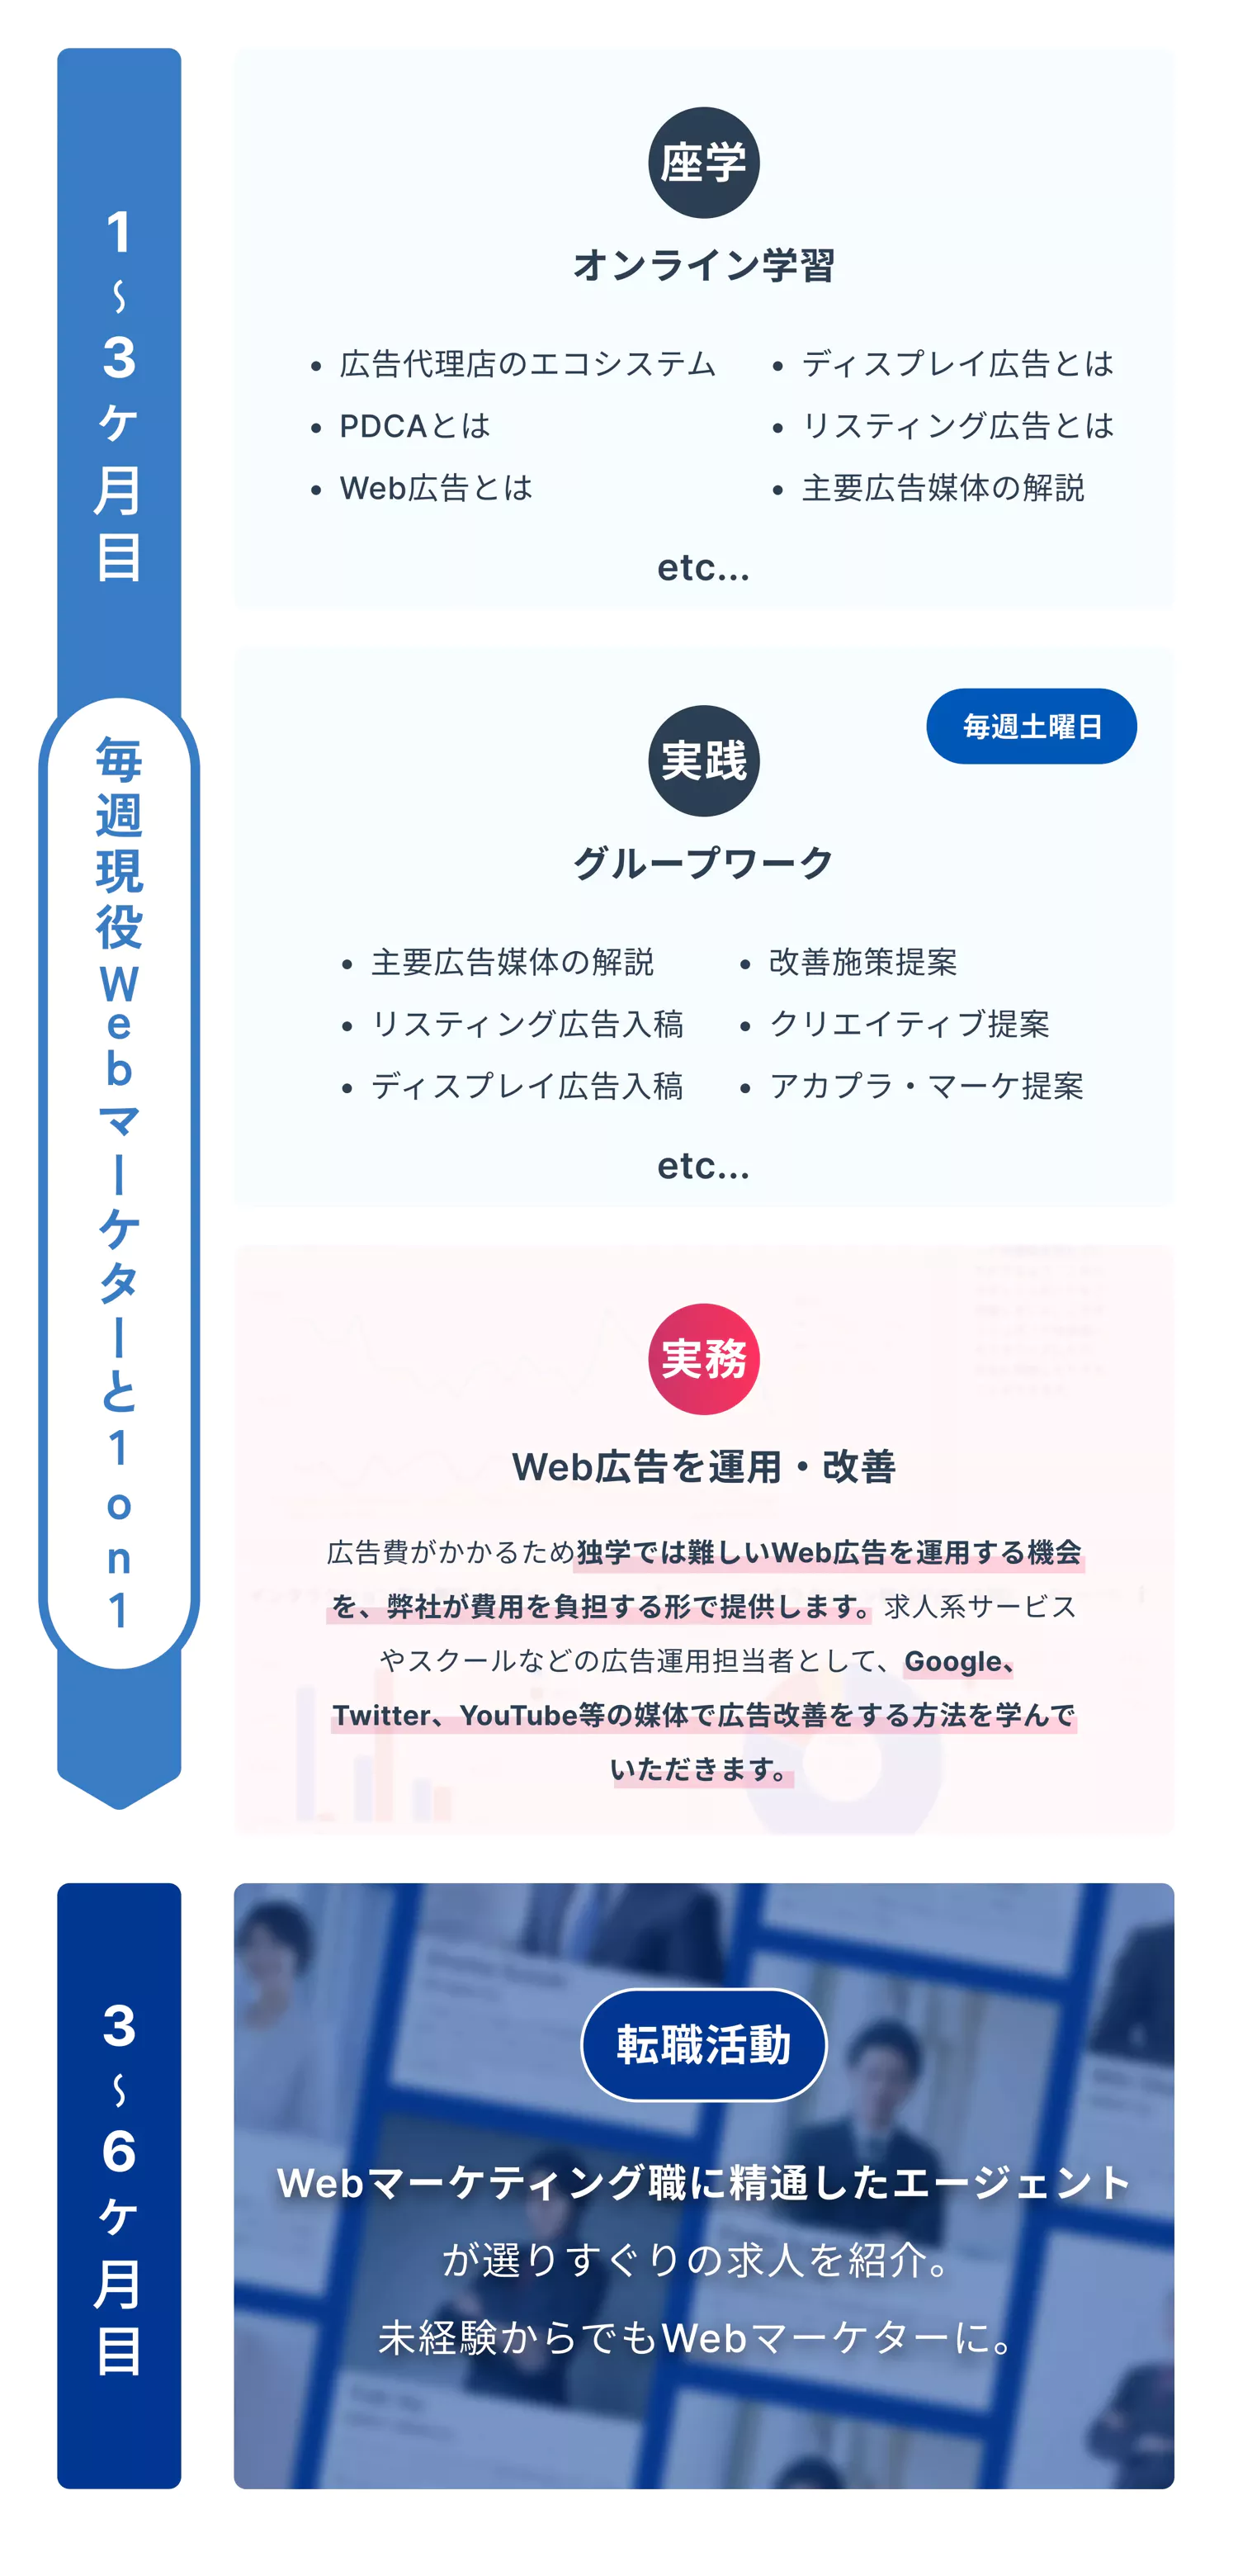 1〜3ヶ月目
毎週現役Webマーケターと1on1
座学
オンライン学習
• 広告代理店のエコシステム
• PDCAとは
• Web広告とは
• ディスプレイ広告とは
• リスティング広告とは
• 主要広告媒体の解説
etc...
毎週土曜日
実践
グループワーク
• 主要広告媒体の解説
• リスティング広告入稿
• ディスプレイ広告入稿
• 改善施策提案
• クリエイティブ提案
• アカプラ・マーケ提案
etc...
実務
Web広告を運用・改善
広告費がかかるため独学では難しいWeb広告を運用する機会
を、弊社が費用を負担する形で提供します。求人系サービス
やスクールなどの広告運用担当者として、Google、
Twitter、YouTube等の媒体で広告改善をする方法を学んで
いただきます。
3〜6ヶ月目
転職活動
Webマーケティング職に精通したエージェント
が選りすぐりの求人を紹介。
未経験からでもWebマーケターに。